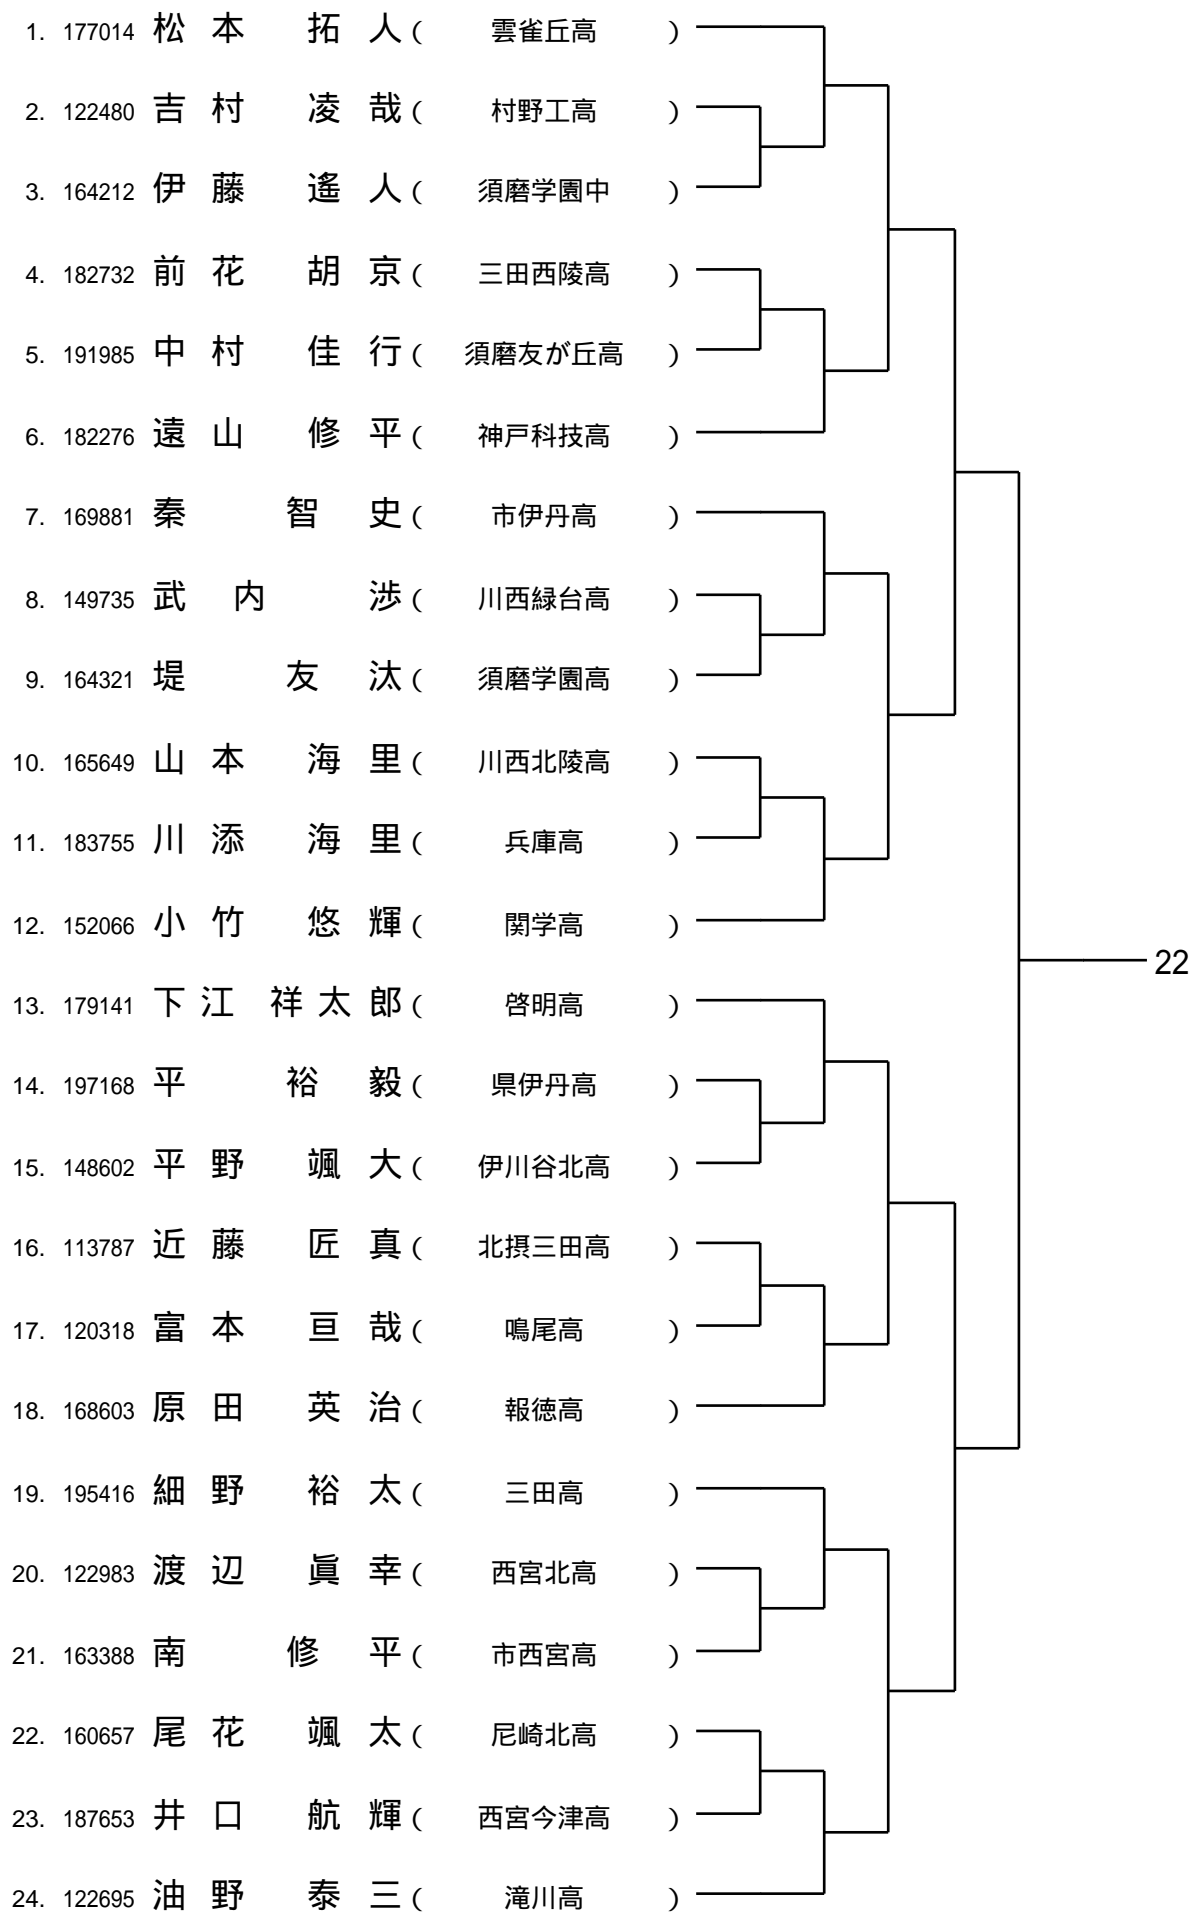 1. 177014 松本 拓人 ( 雲雀丘高 )
2. 122480 吉村 凌哉 ( 村野工高 )
3. 164212 伊藤 遙人 ( 須磨学園中 )
4. 182732 前花 胡京 ( 三田西陵高 )
5. 191985 中村 佳行 ( 須磨友が丘高 )
6. 182276 遠山 修平 ( 神戸科技高 )
7. 169881 秦 智史 ( 市伊丹高 )
8. 149735 武内 渉 ( 川西緑台高 )
9. 164321 堤 友汰 ( 須磨学園高 )
10. 165649 山本 海里 ( 川西北陵高 )
11. 183755 川添 海里 ( 兵庫高 )
12. 152066 小竹 悠輝 ( 関学高 )
22
13. 179141 下江 祥太郎 ( 啓明高 )
14. 197168 平 裕毅 ( 県伊丹高 )
15. 148602 平野 颯大 ( 伊川谷北高 )
16. 113787 近藤 匠真 ( 北摂三田高 )
17. 120318 富本 亘哉 ( 鳴尾高 )
18. 168603 原田 英治 ( 報徳高 )
19. 195416 細野 裕太 ( 三田高 )
20. 122983 渡辺 眞幸 ( 西宮北高 )
21. 163388 南 修平 ( 市西宮高 )
22. 160657 尾花 颯太 ( 尼崎北高 )
23. 187653 井口 航輝 ( 西宮今津高 )
24. 122695 油野 泰三 ( 滝川高 )